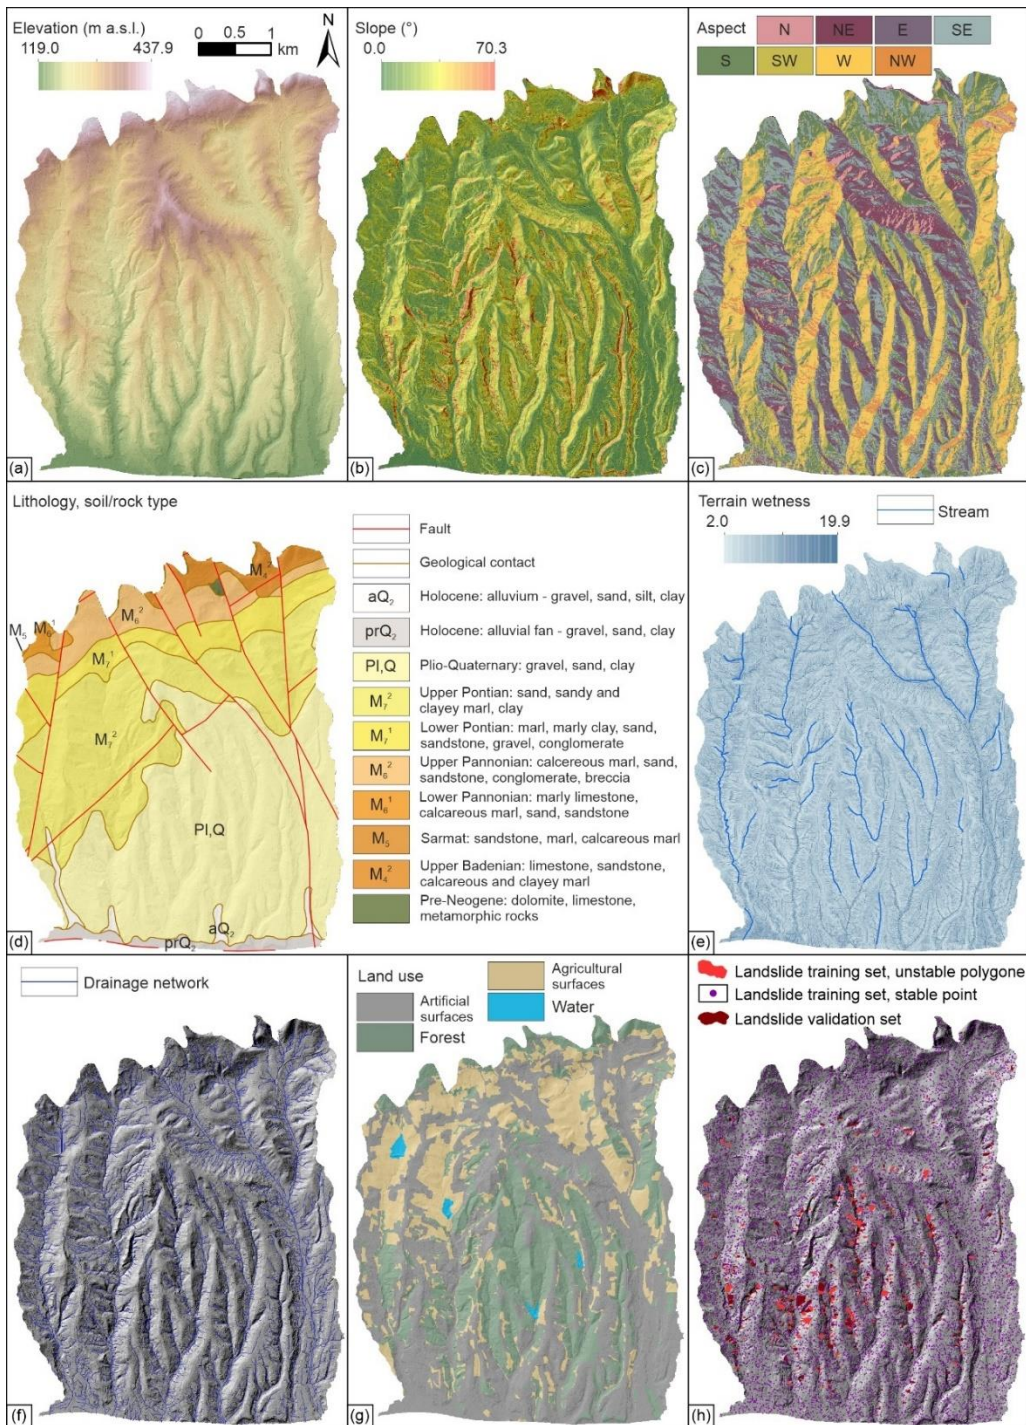 Elevation (m a.s.l.)
119.0 437.9
0 0.5 1
km
N
(a)
Slope (°)
0.0 70.3
(b)
Aspect
N NE E SE
S SW W NW
(c)
Lithology, soil/rock type
M₄²
M₆²
M₅ M₆¹
M₇¹
M₇²
Pl,Q
aQ₂
prQ₂
(d)
Fault
Geological contact
aQ₂ Holocene: alluvium - gravel, sand, silt, clay
prQ₂ Holocene: alluvial fan - gravel, sand, clay
Pl,Q Plio-Quaternary: gravel, sand, clay
M₇² Upper Pontian: sand, sandy and
clayey marl, clay
M₇¹ Lower Pontian: marl, marly clay, sand,
sandstone, gravel, conglomerate
M₆² Upper Pannonian: calcereous marl, sand,
sandstone, conglomerate, breccia
M₆¹ Lower Pannonian: marly limestone,
calcareous marl, sand, sandstone
M₅ Sarmat: sandstone, marl, calcareous marl
M₄² Upper Badenian: limestone, sandstone,
calcareous and clayey marl
Pre-Neogene: dolomite, limestone,
metamorphic rocks
Terrain wetness
2.0 19.9
Stream
(e)
Drainage network
(f)
Land use
Artificial
surfaces
Forest
Agricultural
surfaces
Water
(g)
Landslide training set, unstable polygone
Landslide training set, stable point
Landslide validation set
(h)